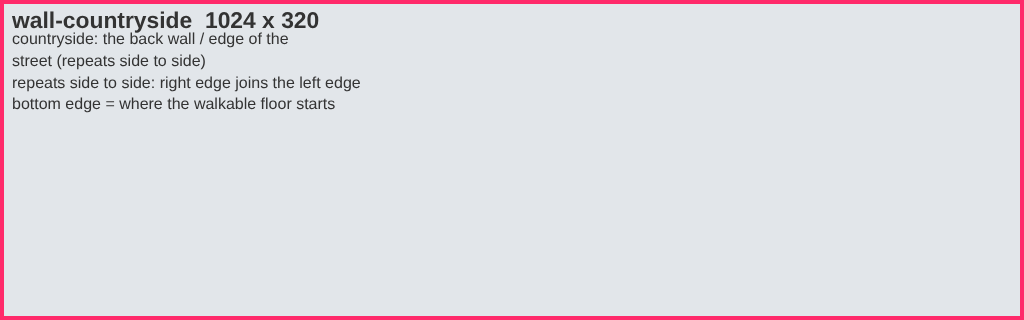 wall-countryside  1024 x 320
countryside: the back wall / edge of the
street (repeats side to side)
repeats side to side: right edge joins the left edge
bottom edge = where the walkable floor starts